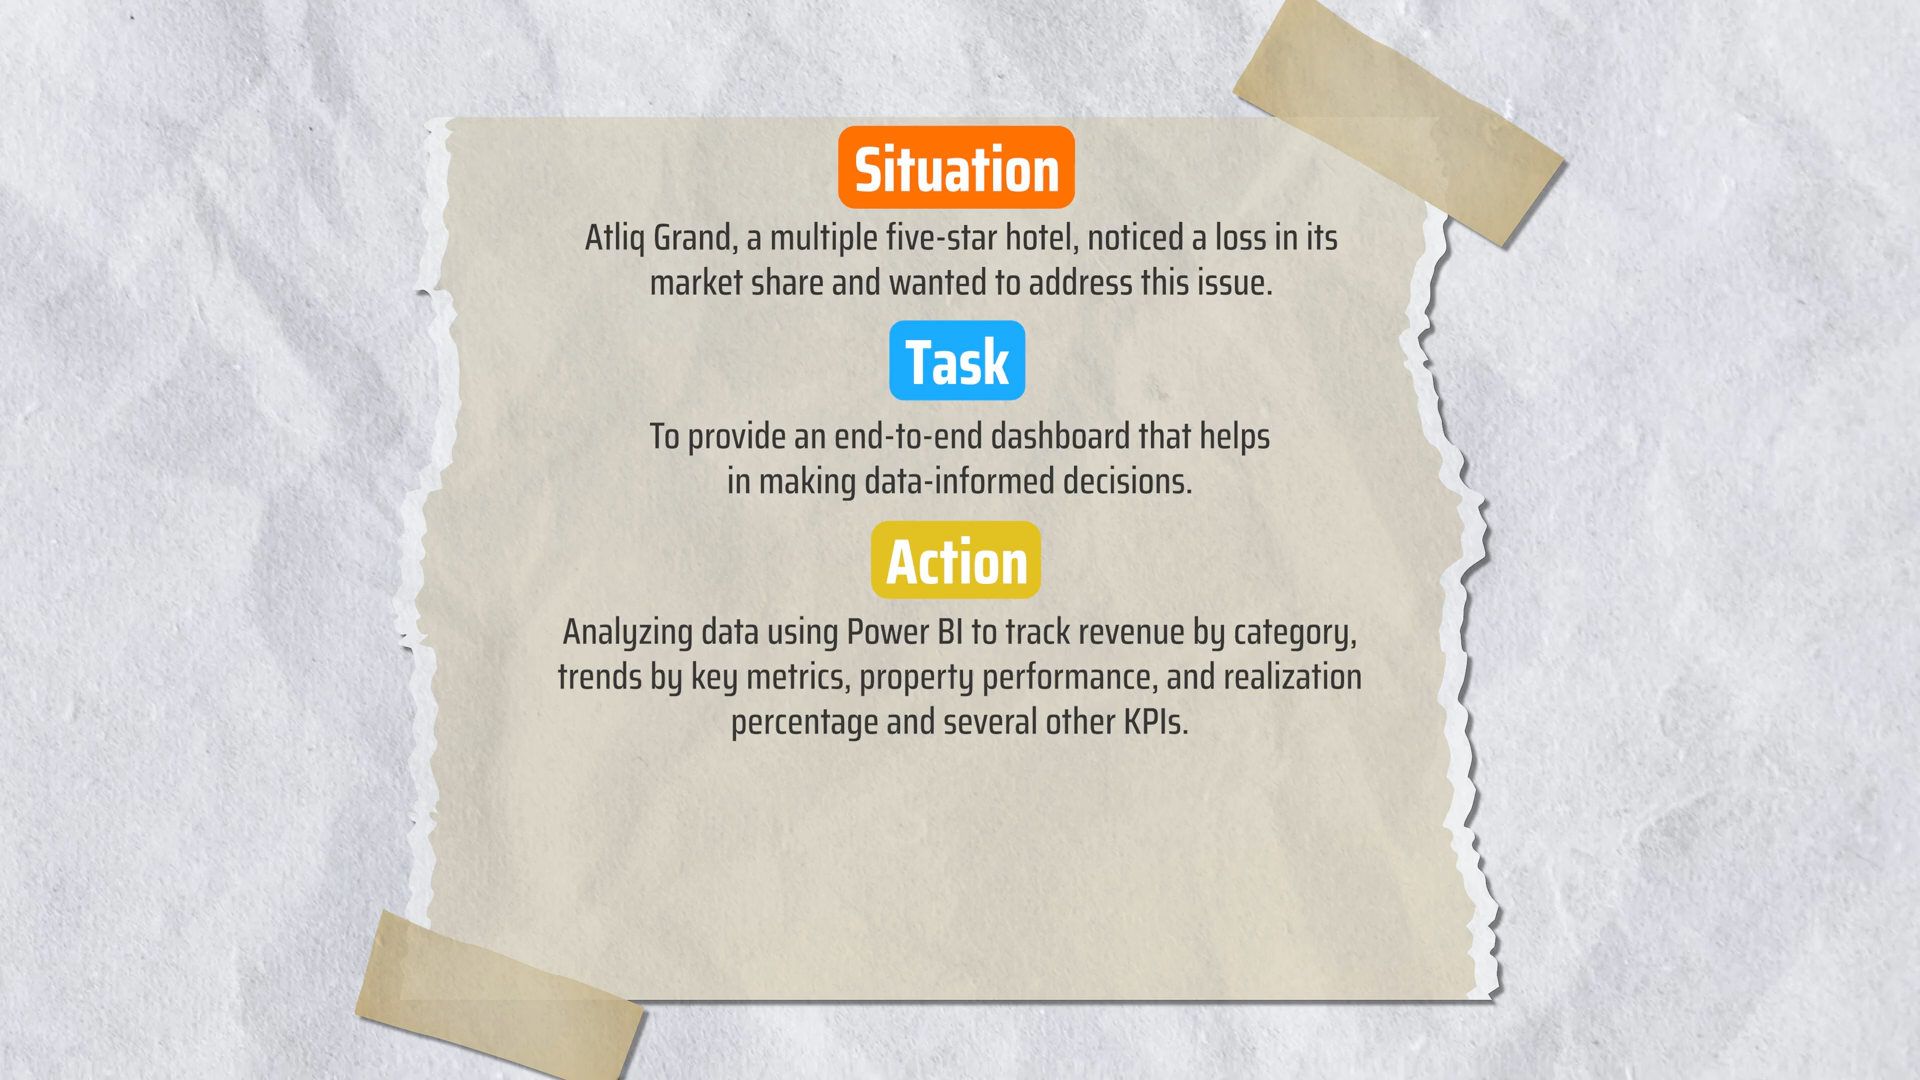 Situation
Atliq Grand, a multiple five-star hotel, noticed a loss in its
market share and wanted to address this issue.
Task
To provide an end-to-end dashboard that helps
in making data-informed decisions.
Action
Analyzing data using Power BI to track revenue by category,
trends by key metrics, property performance, and realization
percentage and several other KPIs.